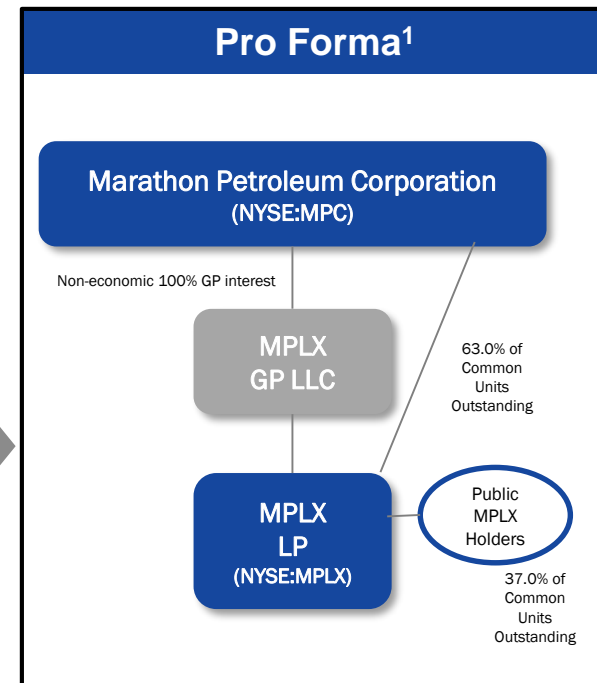 Pro Forma¹
Marathon Petroleum Corporation
(NYSE:MPC)
Non-economic 100% GP interest
MPLX
GP LLC
63.0% of
Common
Units
Outstanding
MPLX
LP
(NYSE:MPLX)
Public
MPLX
Holders
37.0% of
Common
Units
Outstanding